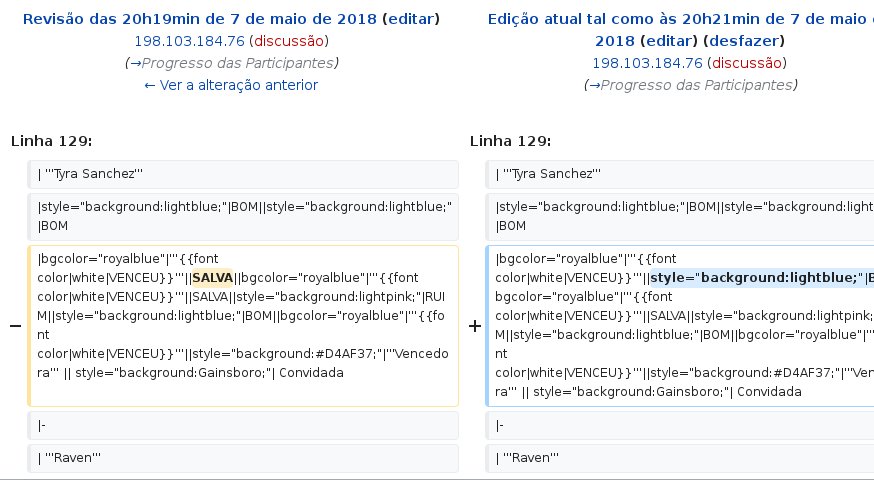 Revisão das 20h19min de 7 de maio de 2018 (editar)
198.103.184.76 (discussão)
(→Progresso das Participantes)
← Ver a alteração anterior
Edição atual tal como às 20h21min de 7 de maio
2018 (editar) (desfazer)
198.103.184.76 (discussão)
(→Progresso das Participantes)
Linha 129:
Linha 129:
| '''Tyra Sanchez'''
| '''Tyra Sanchez'''
|style="background:lightblue;"|BOM||style="background:lightblue;"
|BOM
|style="background:lightblue;"|BOM||style="background:light
|BOM
−
|bgcolor="royalblue"|'''{{font
color|white|VENCEU}}'''||SALVA||bgcolor="royalblue"|'''{{font
color|white|VENCEU}}'''||SALVA||style="background:lightpink;"|RUI
M||style="background:lightblue;"|BOM||bgcolor="royalblue"|'''{{fo
nt
color|white|VENCEU}}'''||style="background:#D4AF37;"|'''Vencedo
ra''' || style="background:Gainsboro;"| Convidada
+
|bgcolor="royalblue"|'''{{font
color|white|VENCEU}}'''||style="background:lightblue;"|
bgcolor="royalblue"|'''{{font
color|white|VENCEU}}'''||SALVA||style="background:lightpink;
M||style="background:lightblue;"|BOM||bgcolor="royalblue"|''
nt
color|white|VENCEU}}'''||style="background:#D4AF37;"|'''Ven
ra''' || style="background:Gainsboro;"| Convidada
|-
|-
| '''Raven'''
| '''Raven'''